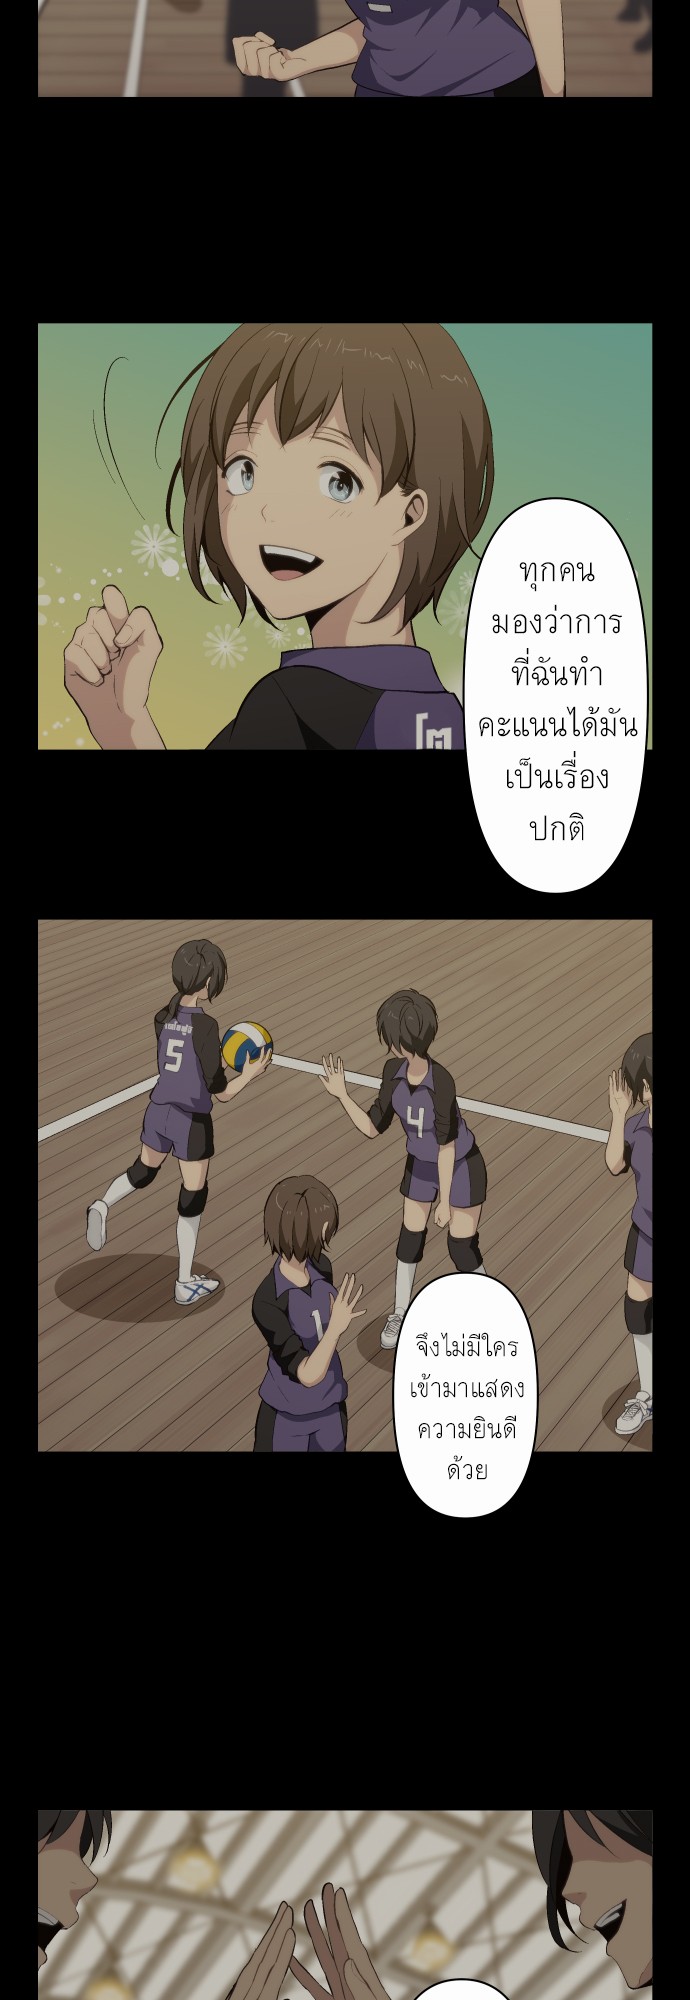 ทุกคน
มองว่าการ
ที่ฉันทำ
คะแนนได้มัน
เป็นเรื่อง
ปกติ
5
4
1
จึงไม่มีใคร
เข้ามาแสดง
ความยินดี
ด้วย